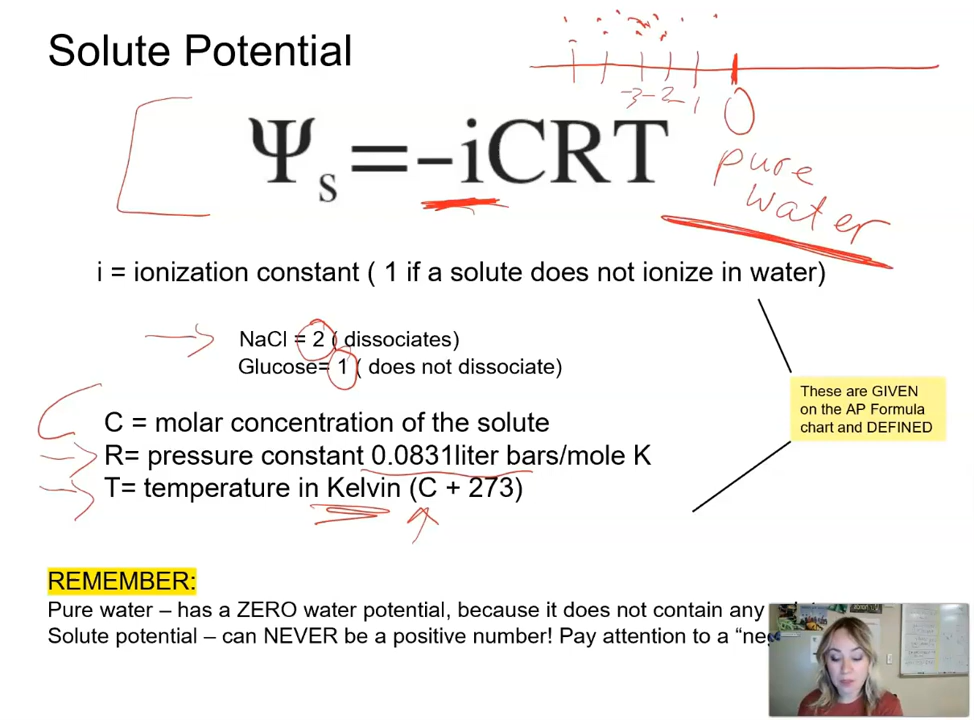 Solute Potential
-3 -2 -1
0
Ψs = -iCRT
pure
water
i = ionization constant ( 1 if a solute does not ionize in water)
NaCl = 2 ( dissociates)
Glucose= 1 ( does not dissociate)
These are GIVEN
on the AP Formula
chart and DEFINED
C = molar concentration of the solute
R= pressure constant 0.0831liter bars/mole K
T= temperature in Kelvin (C + 273)
REMEMBER:
Pure water – has a ZERO water potential, because it does not contain any
Solute potential – can NEVER be a positive number! Pay attention to a